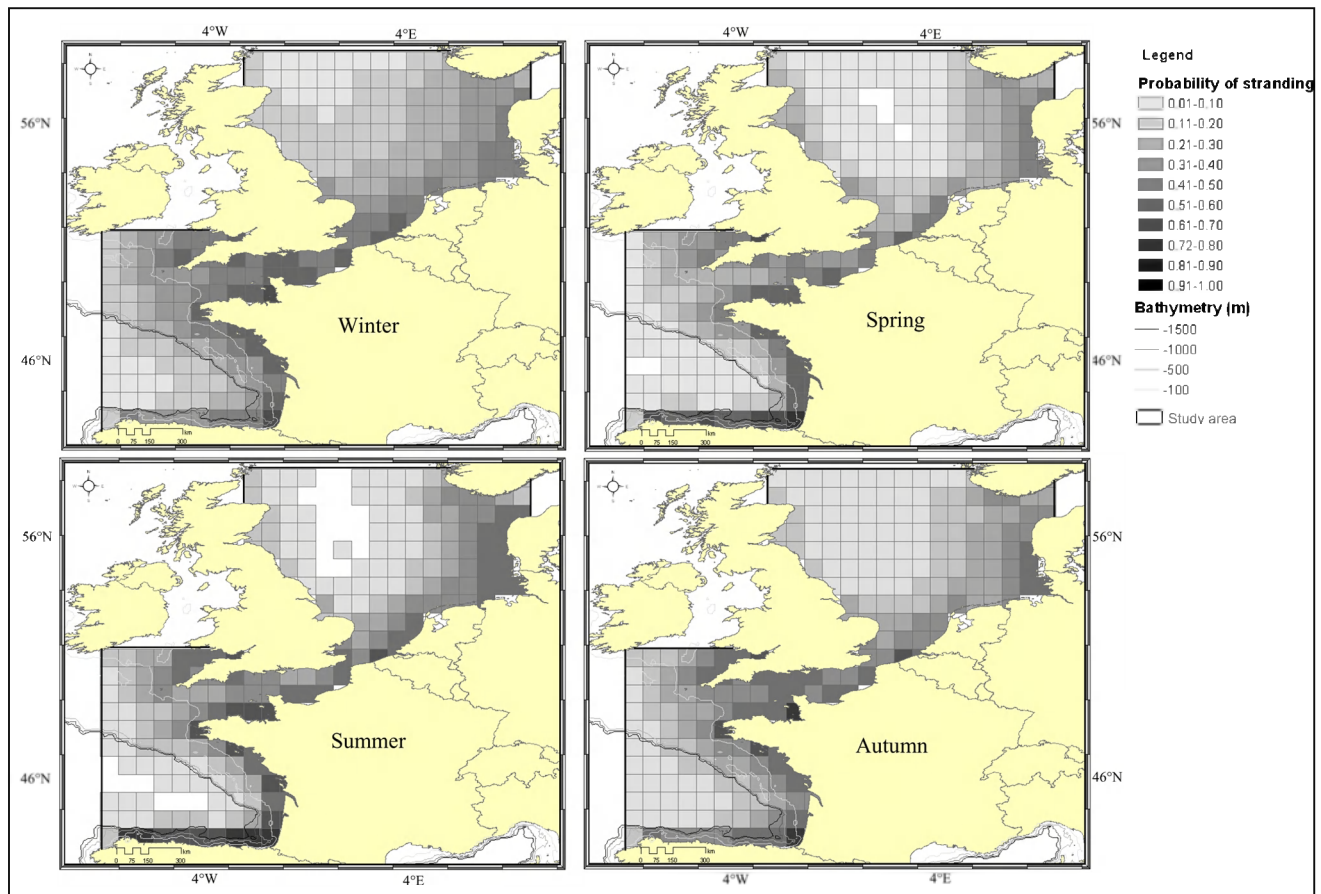 4°W
4°E
4°W
4°E
Legend
Probability of stranding
0.01-0.10
0.11-0.20
0.21-0.30
0.31-0.40
0.41-0.50
0.51-0.60
0.61-0.70
0.72-0.80
0.81-0.90
0.91-1.00
Bathymetry (m)
-1500
-1000
-500
-100
Study area
56°N
56°N
Winter
Spring
46°N
46°N
0 75 150 300
km
0 75 150 300
km
56°N
56°N
Summer
Autumn
46°N
46°N
0 75 150 300
km
0 75 150 300
km
4°W
4°E
4°W
4°E